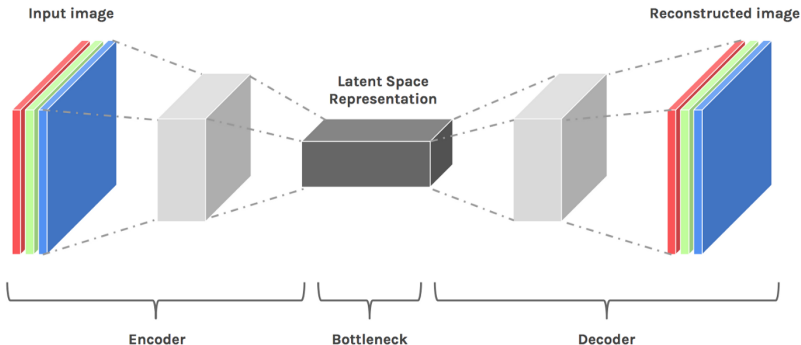 Input image
Reconstructed image
Latent Space
Representation
Encoder
Bottleneck
Decoder